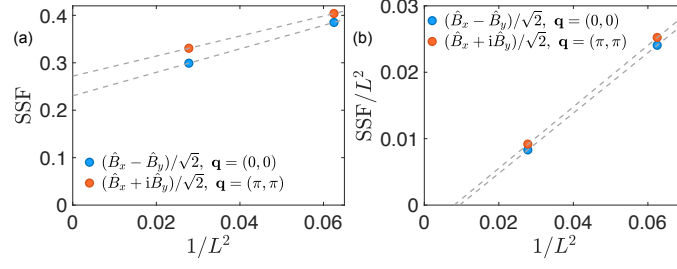 (a)
0.4
0.3
0.2
0.1
0
SSF
(B̂x − B̂y)/√2, q = (0, 0)
(B̂x + iB̂y)/√2, q = (π, π)
0
0.02
0.04
0.06
1/L²
(b)
0.03
0.02
0.01
0
SSF/L²
(B̂x − B̂y)/√2, q = (0, 0)
(B̂x + iB̂y)/√2, q = (π, π)
0
0.02
0.04
0.06
1/L²